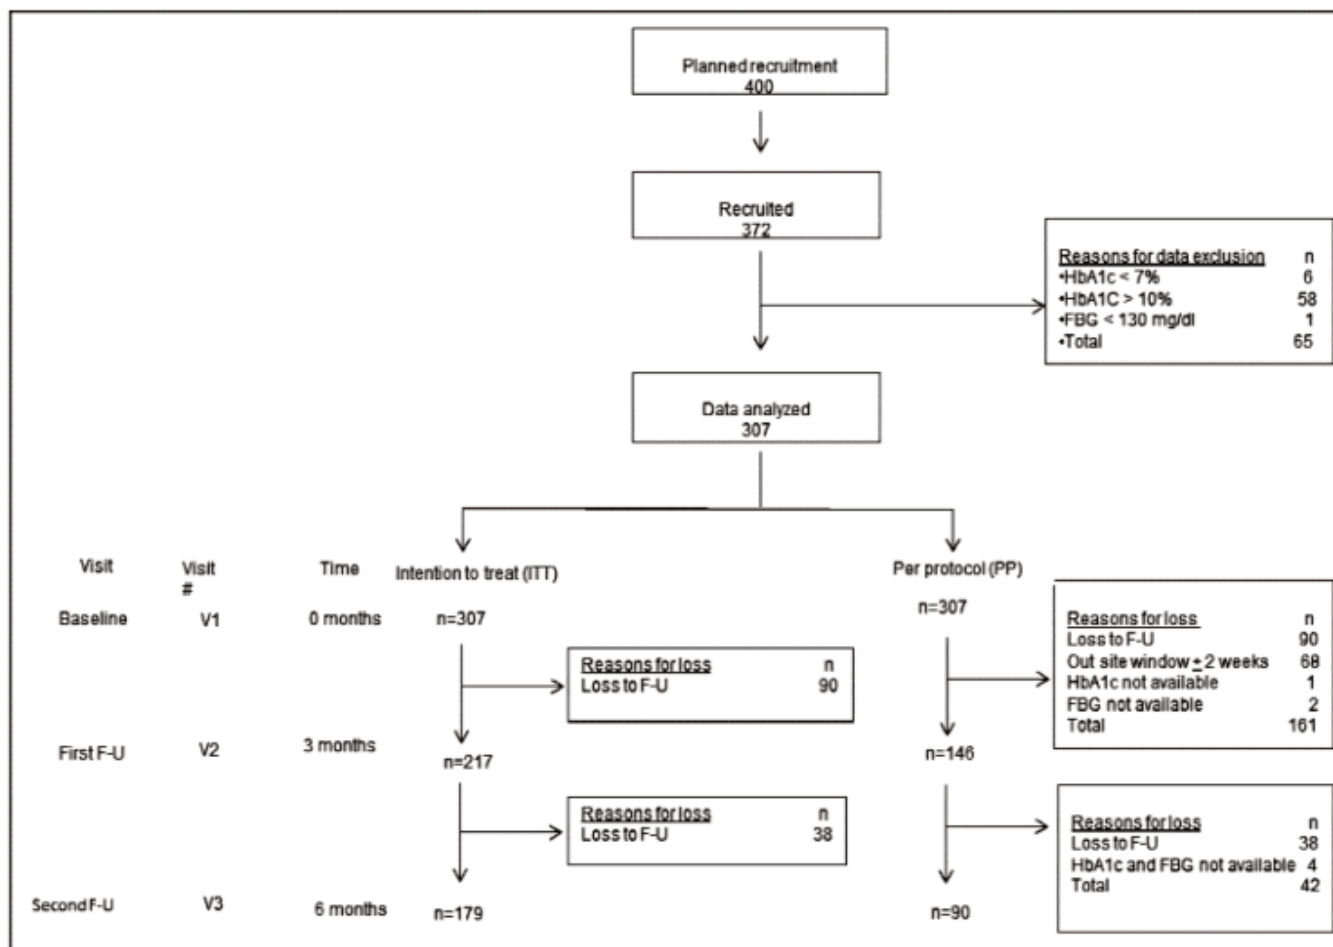 Planned recruitment
400
Recruited
372
Reasons for data exclusion n
•HbA1c < 7% 6
•HbA1C > 10% 58
•FBG < 130 mg/dl 1
•Total 65
Data analyzed
307
Visit Visit # Time Intention to treat (ITT) Per protocol (PP)
Baseline V1 0 months n=307 n=307
Reasons for loss n
Loss to F-U 90
Reasons for loss n
Loss to F-U 90
Out site window ± 2 weeks 68
HbA1c not available 1
FBG not available 2
Total 161
First F-U V2 3 months n=217 n=146
Reasons for loss n
Loss to F-U 38
Reasons for loss n
Loss to F-U 38
HbA1c and FBG not available 4
Total 42
Second F-U V3 6 months n=179 n=90